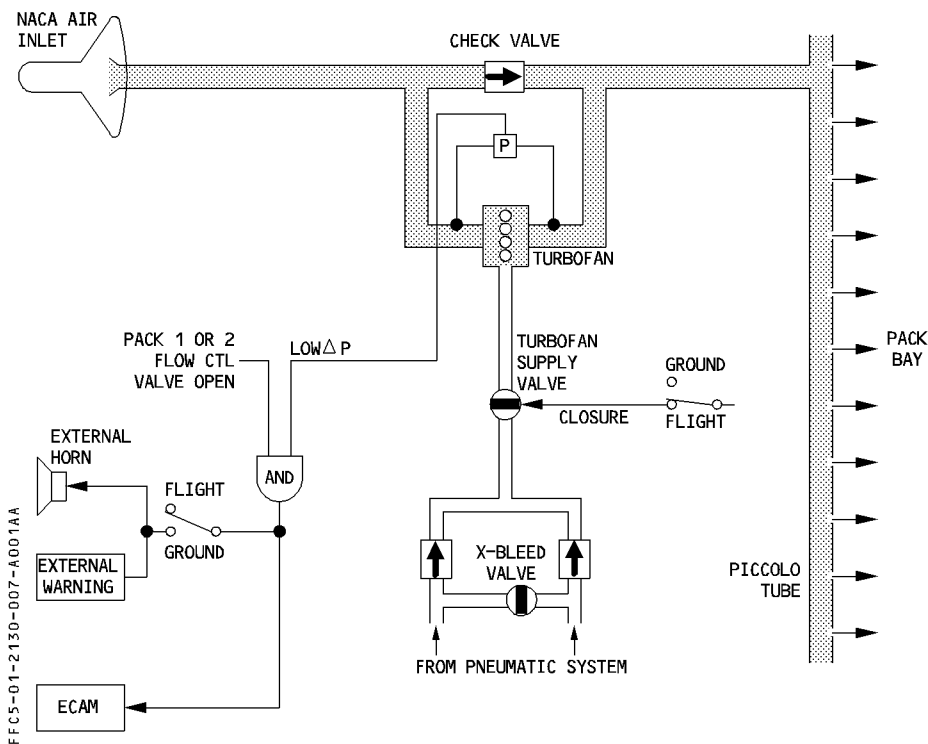 NACA AIR
INLET
CHECK VALVE
P
TURBOFAN
PACK 1 OR 2
FLOW CTL
VALVE OPEN
LOW△P
TURBOFAN
SUPPLY
VALVE
GROUND
CLOSURE
FLIGHT
PACK
BAY
EXTERNAL
HORN
AND
FLIGHT
GROUND
EXTERNAL
WARNING
X-BLEED
VALVE
PICCOLO
TUBE
FROM PNEUMATIC SYSTEM
ECAM
FFC5-01-2130-007-A001AA